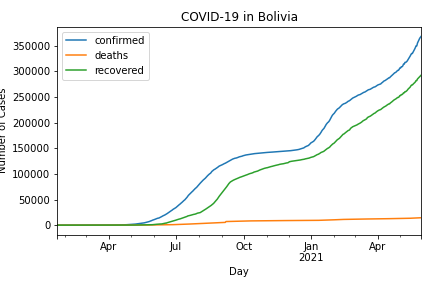 COVID-19 in Bolivia
confirmed
deaths
recovered
350000
300000
250000
200000
150000
100000
50000
0
Number of Cases
Apr
Jul
Oct
Jan
2021
Apr
Day